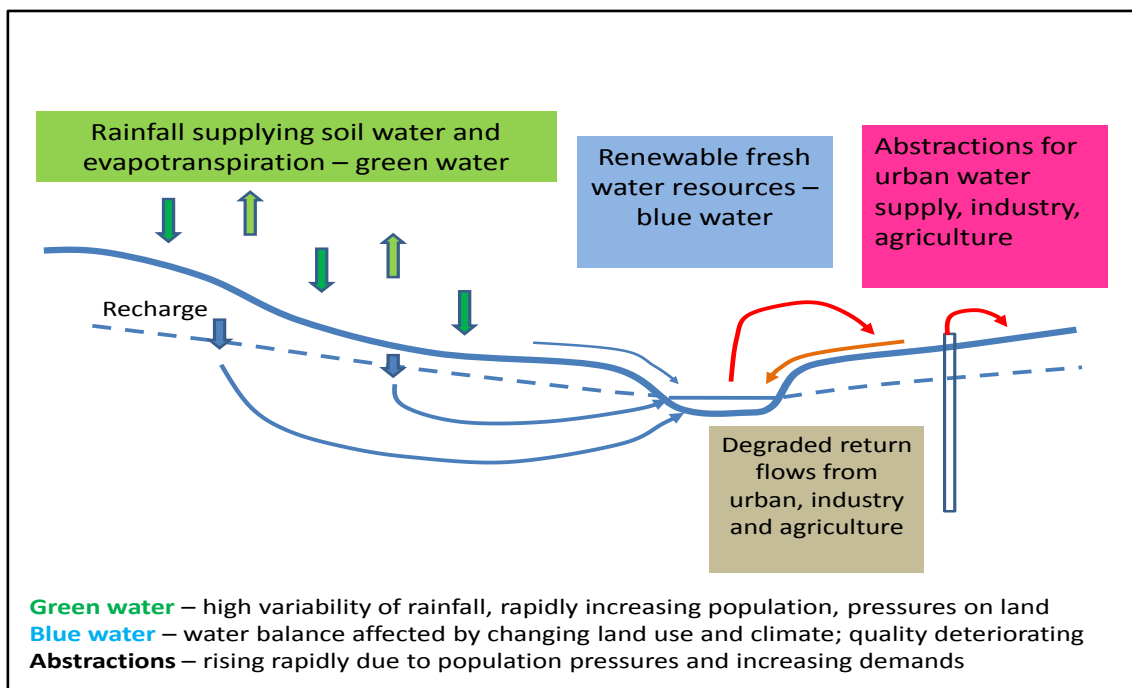 Rainfall supplying soil water and
evapotranspiration – green water
Renewable fresh
water resources –
blue water
Abstractions for
urban water
supply, industry,
agriculture
Recharge
Degraded return
flows from
urban, industry
and agriculture
Green water – high variability of rainfall, rapidly increasing population, pressures on land
Blue water – water balance affected by changing land use and climate; quality deteriorating
Abstractions – rising rapidly due to population pressures and increasing demands